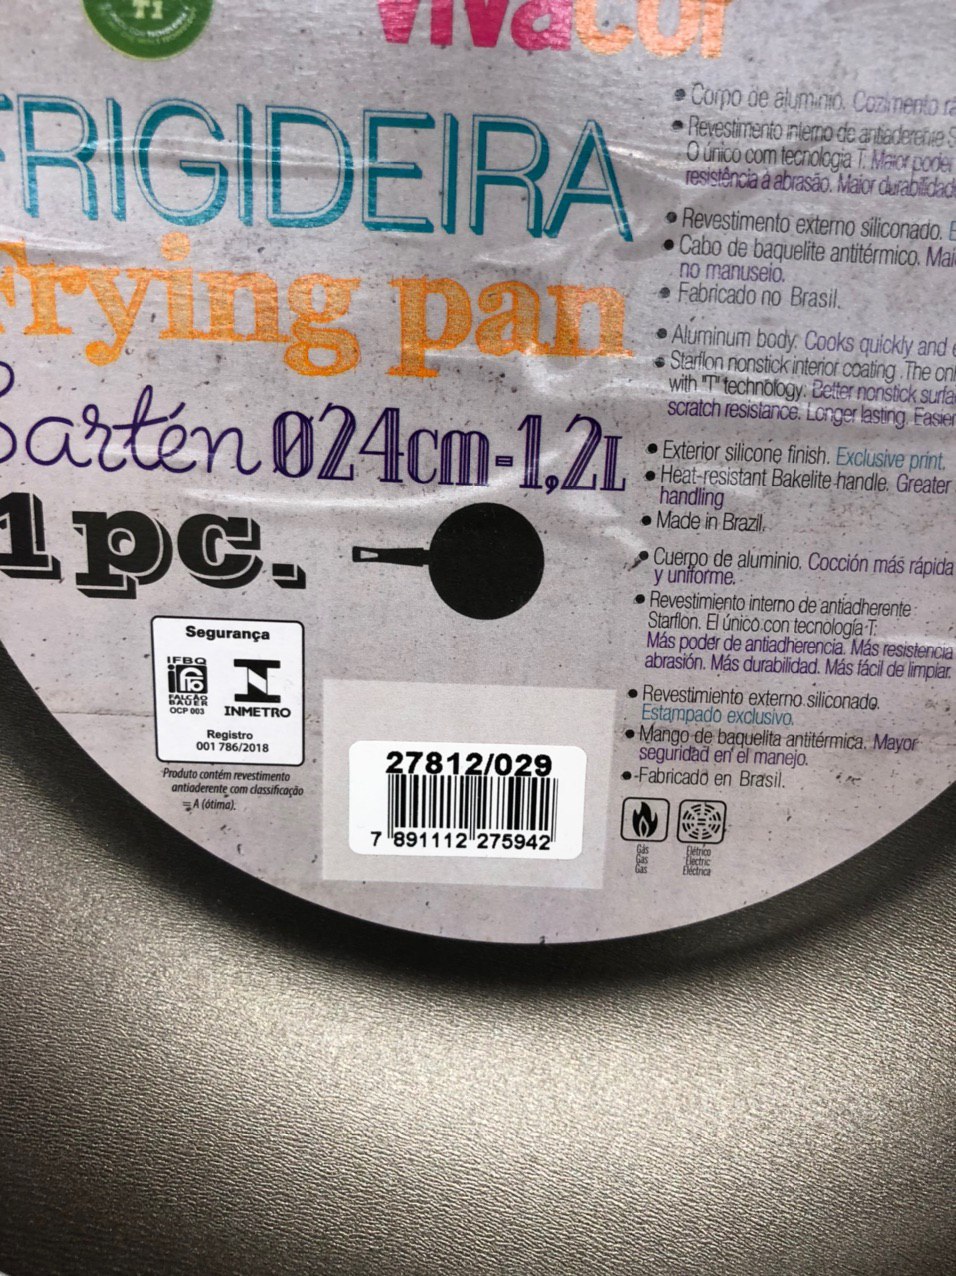 T1
vivacor
FRIGIDEIRA
Frying pan
Sartén Ø24cm-1,2L
1pc.
• Corpo de alumínio. Cozimento
• Revestimento interno de antiaderente
O único com tecnologia T. Maior poder
resistência à abrasão. Maior durabilidade
• Revestimento externo siliconado.
• Cabo de baquelite antitérmico.
no manuseio.
• Fabricado no Brasil.
• Aluminum body. Cooks quickly and
• Starflon nonstick interior coating. The
with "T" technology. Better nonstick
scratch resistance. Longer lasting. Easier
• Exterior silicone finish. Exclusive print.
• Heat-resistant Bakelite handle. Greater
handling
• Made in Brazil.
• Cuerpo de aluminio. Cocción más rápida
y uniforme.
• Revestimiento interno de antiadherente
Starflon. El único con tecnología T.
Más poder de antiadherencia. Más resistencia
abrasión. Más durabilidad. Más fácil de limpiar.
• Revestimiento externo siliconado.
Estampado exclusivo.
• Mango de baquelita antitérmica. Mayor
seguridad en el manejo.
• Fabricado en Brasil.
Gás
Gas
Gas
Elétrico
Electric
Eléctrica
Segurança
IFBQ
FALCÃO
BAUER
OCP 003
INMETRO
Registro
001 786/2018
Produto contém revestimento
antiaderente com classificação
= A (ótima).
27812/029
7 891112 275942